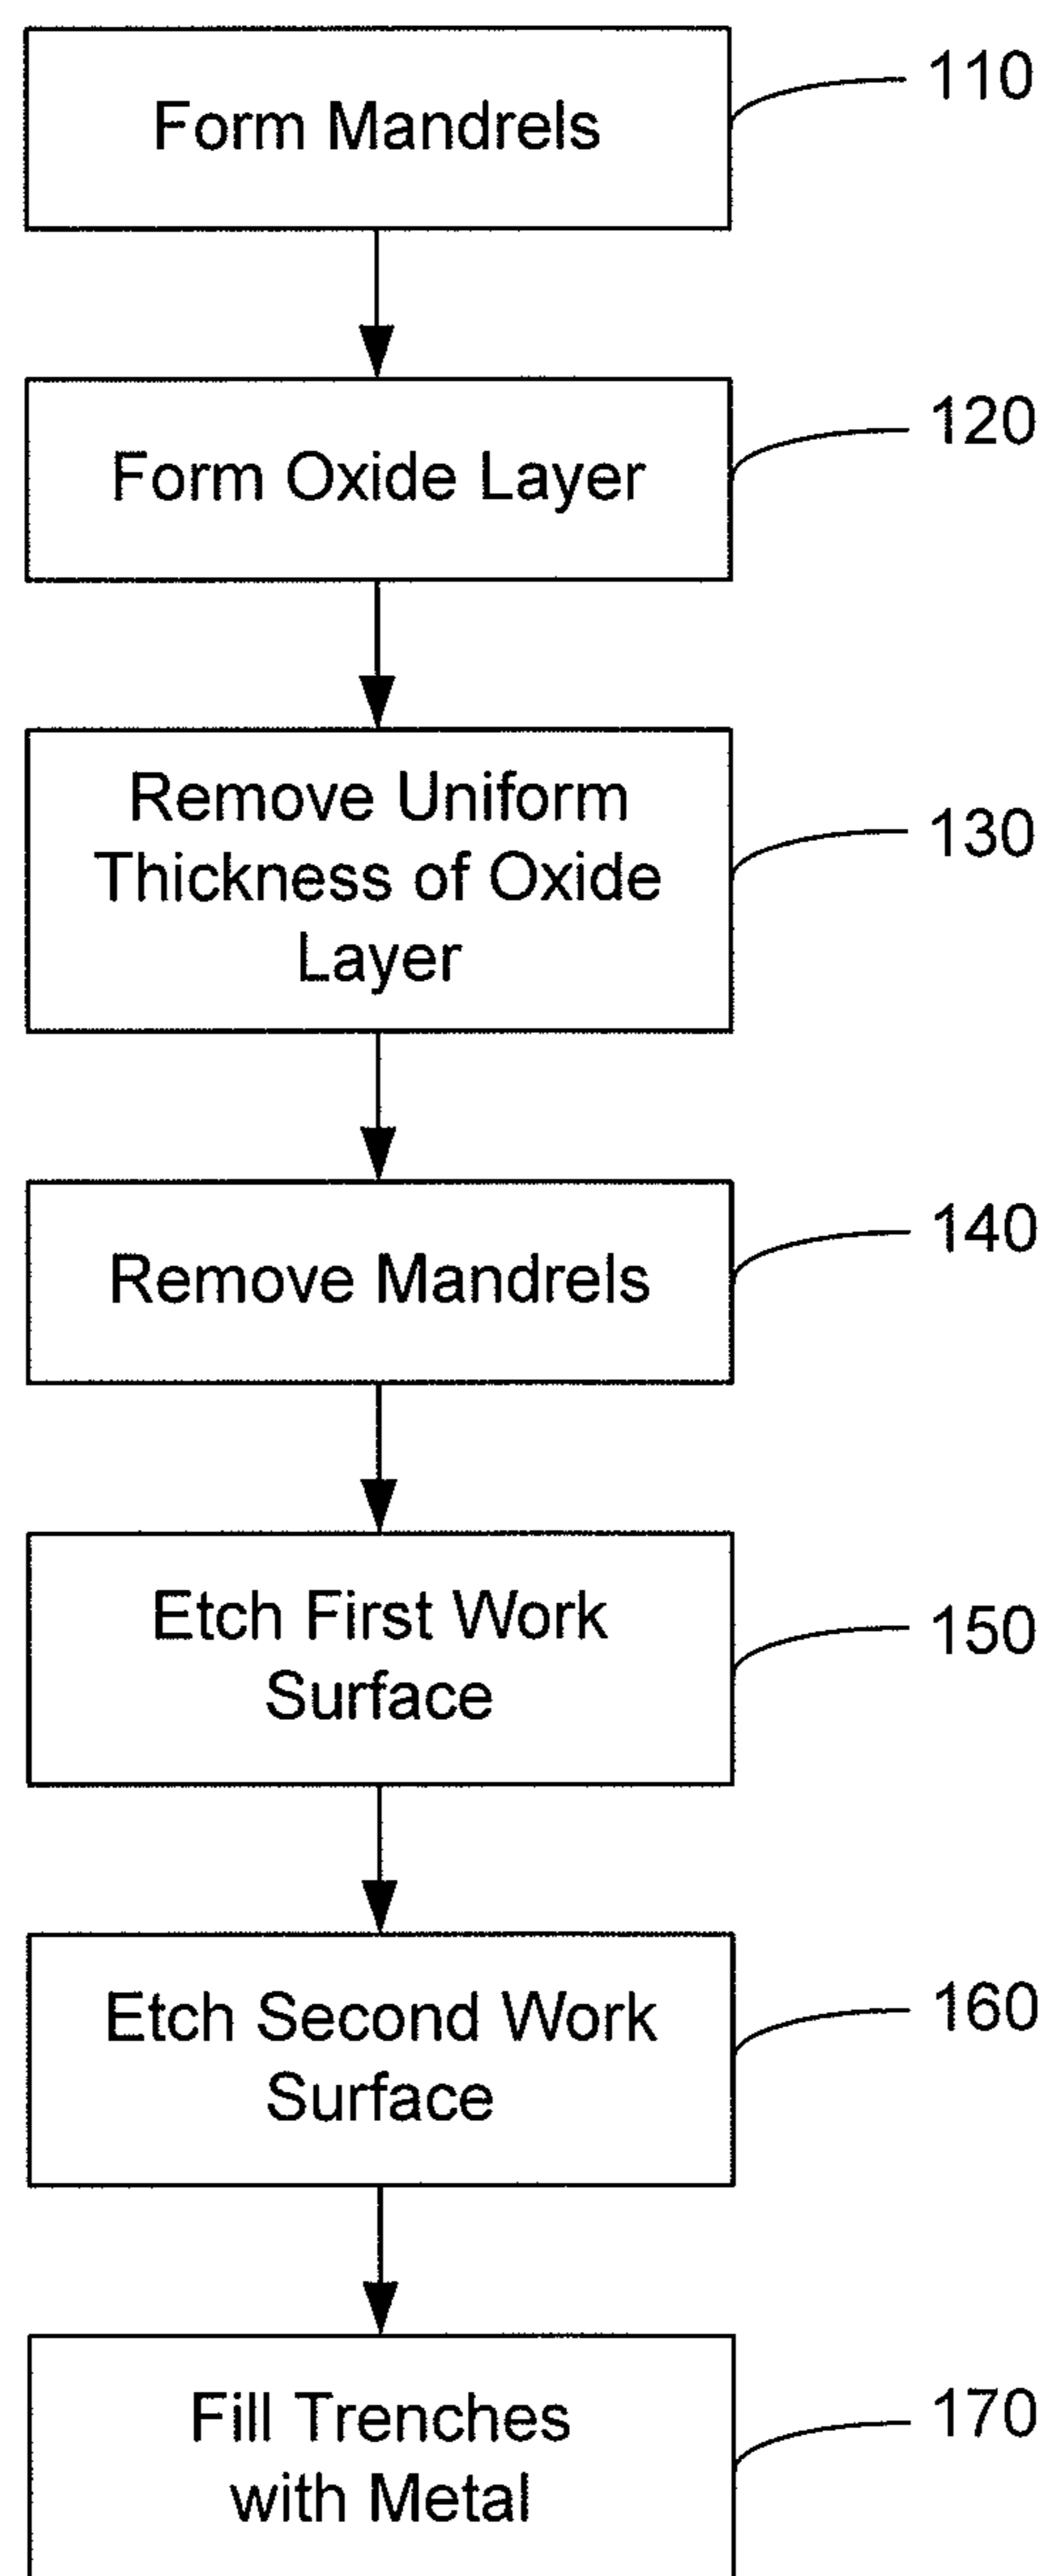 Form Mandrels
110
Form Oxide Layer
120
Remove Uniform
Thickness of Oxide
Layer
130
Remove Mandrels
140
Etch First Work
Surface
150
Etch Second Work
Surface
160
Fill Trenches
with Metal
170